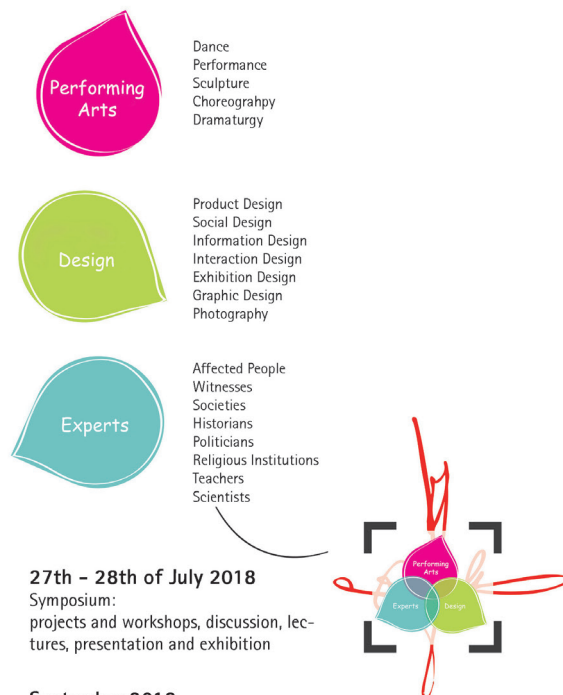 Performing
Arts
Dance
Performance
Sculpture
Choreograhpy
Dramaturgy
Design
Product Design
Social Design
Information Design
Interaction Design
Exhibition Design
Graphic Design
Photography
Experts
Affected People
Witnesses
Societies
Historians
Politicians
Religious Institutions
Teachers
Scientists
Performing
Arts
Experts
Design
27th - 28th of July 2018
Symposium:
projects and workshops, discussion, lec-
tures, presentation and exhibition